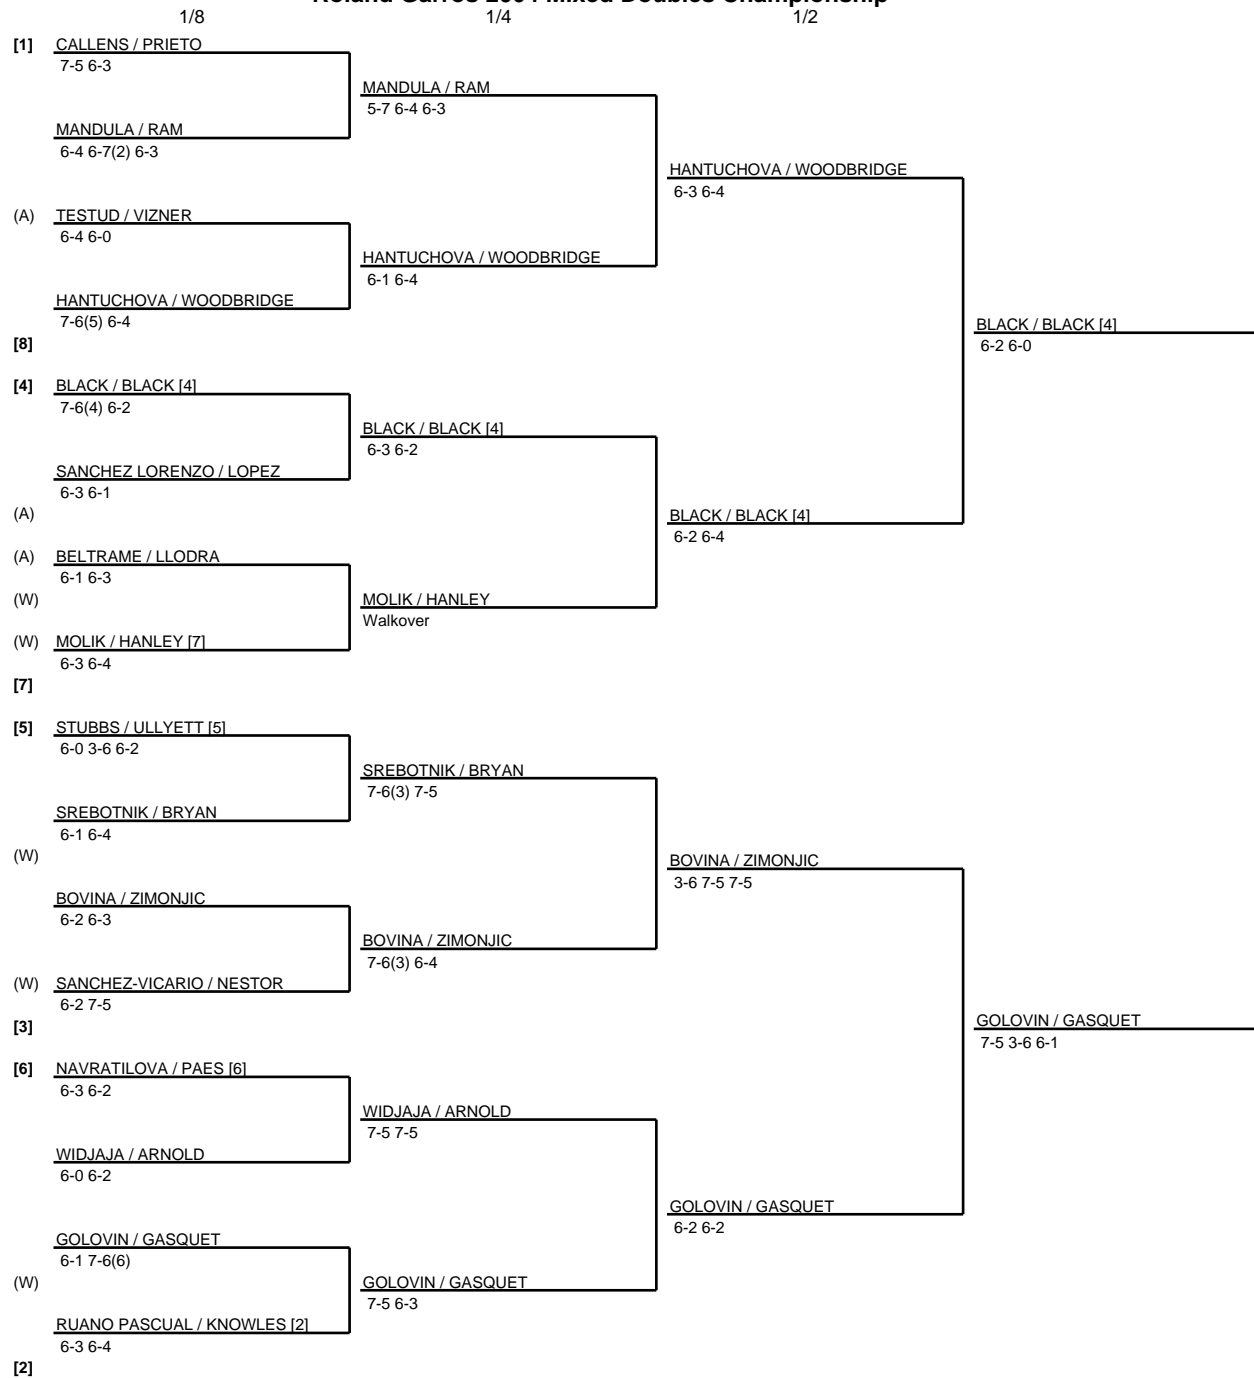 Roland Garros 2004 Mixed Doubles Championship
1/8 1/4 1/2
[1] CALLENS / PRIETO
7-5 6-3
MANDULA / RAM
5-7 6-4 6-3
MANDULA / RAM
6-4 6-7(2) 6-3
HANTUCHOVA / WOODBRIDGE
6-3 6-4
(A) TESTUD / VIZNER
6-4 6-0
HANTUCHOVA / WOODBRIDGE
6-1 6-4
HANTUCHOVA / WOODBRIDGE
7-6(5) 6-4
BLACK / BLACK [4]
6-2 6-0
[8]
[4] BLACK / BLACK [4]
7-6(4) 6-2
BLACK / BLACK [4]
6-3 6-2
SANCHEZ LORENZO / LOPEZ
6-3 6-1
(A)
BLACK / BLACK [4]
6-2 6-4
(A) BELTRAME / LLODRA
6-1 6-3
(W)
MOLIK / HANLEY
Walkover
(W) MOLIK / HANLEY [7]
6-3 6-4
[7]
[5] STUBBS / ULLYETT [5]
6-0 3-6 6-2
SREBOTNIK / BRYAN
7-6(3) 7-5
SREBOTNIK / BRYAN
6-1 6-4
(W)
BOVINA / ZIMONJIC
3-6 7-5 7-5
BOVINA / ZIMONJIC
6-2 6-3
BOVINA / ZIMONJIC
7-6(3) 6-4
(W) SANCHEZ-VICARIO / NESTOR
6-2 7-5
[3]
GOLOVIN / GASQUET
7-5 3-6 6-1
[6] NAVRATILOVA / PAES [6]
6-3 6-2
WIDJAJA / ARNOLD
7-5 7-5
WIDJAJA / ARNOLD
6-0 6-2
GOLOVIN / GASQUET
6-2 6-2
GOLOVIN / GASQUET
6-1 7-6(6)
(W)
GOLOVIN / GASQUET
7-5 6-3
RUANO PASCUAL / KNOWLES [2]
6-3 6-4
[2]